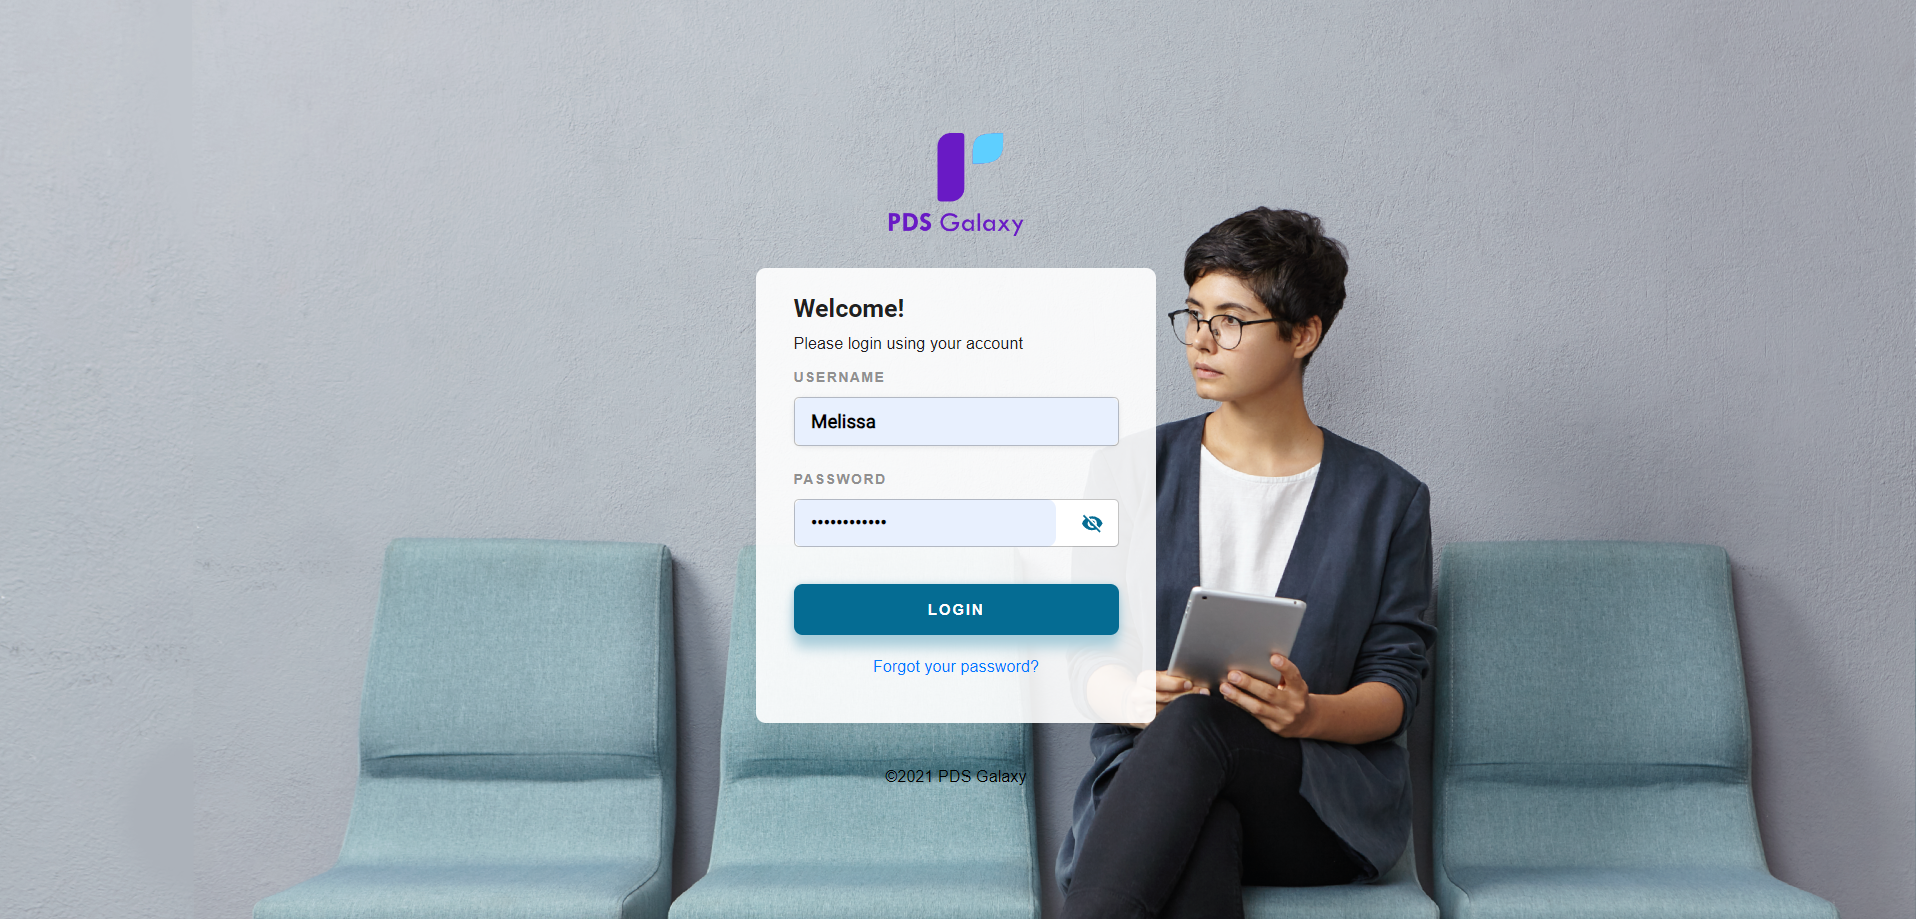 PDS Galaxy
Welcome!
Please login using your account
USERNAME
Melissa
PASSWORD
••••••••••••
LOGIN
Forgot your password?
©2021 PDS Galaxy